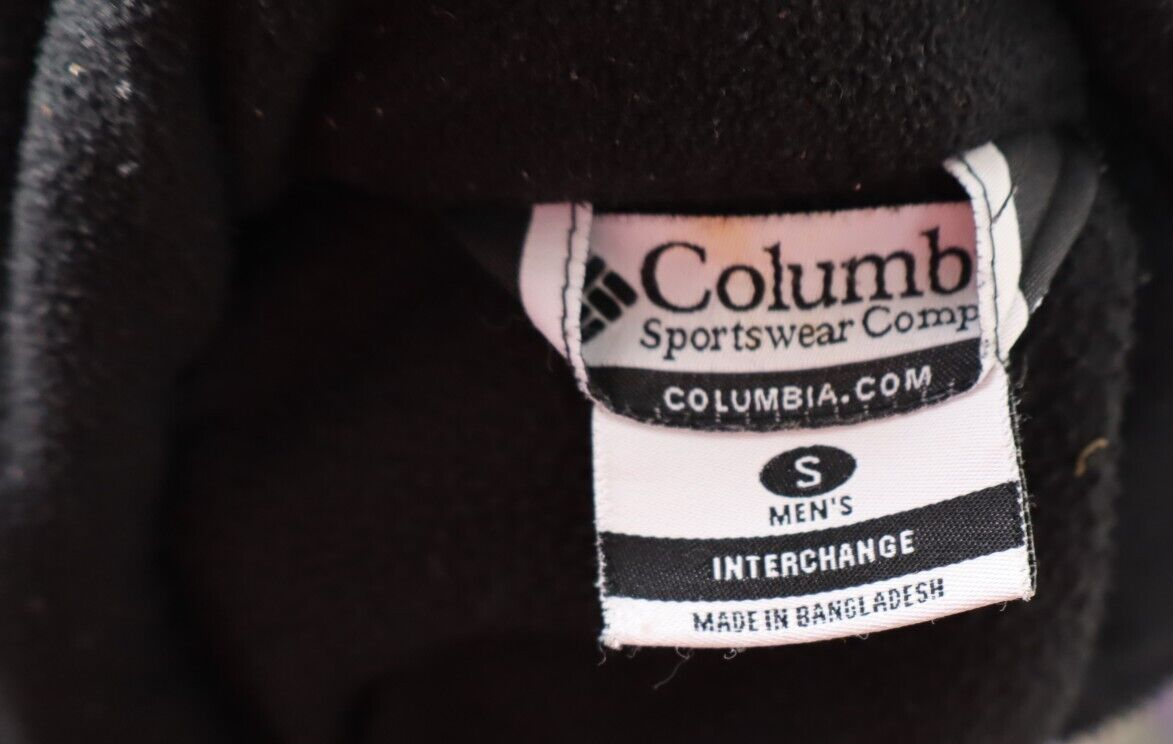 Columb
Sportswear Comp
COLUMBIA.COM
S
MEN'S
INTERCHANGE
MADE IN BANGLADESH